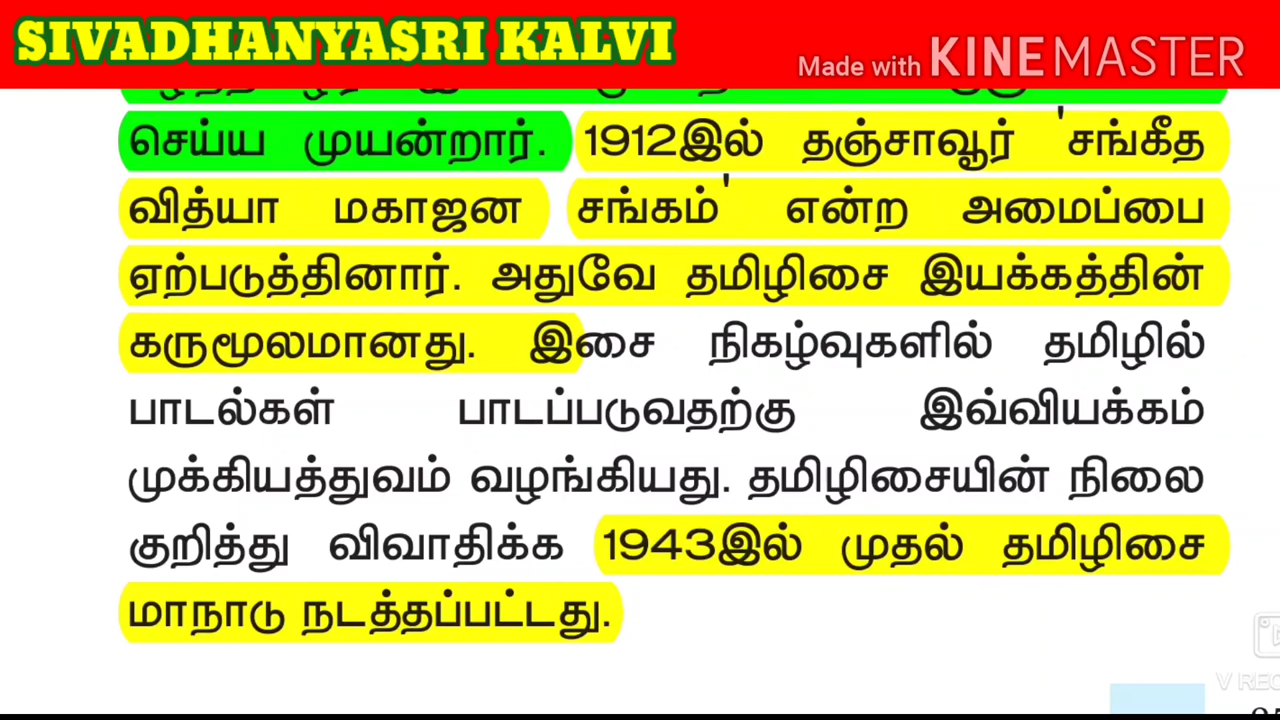 SIVADHANYASRI KALVI
Made with KINEMASTER
செய்ய முயன்றார். 1912இல் தஞ்சாவூர் 'சங்கீத
வித்யா மகாஜன சங்கம்' என்ற அமைப்பை
ஏற்படுத்தினார். அதுவே தமிழிசை இயக்கத்தின்
கருமூலமானது. இசை நிகழ்வுகளில் தமிழில்
பாடல்கள் பாடப்படுவதற்கு இவ்வியக்கம்
முக்கியத்துவம் வழங்கியது. தமிழிசையின் நிலை
குறித்து விவாதிக்க 1943இல் முதல் தமிழிசை
மாநாடு நடத்தப்பட்டது.